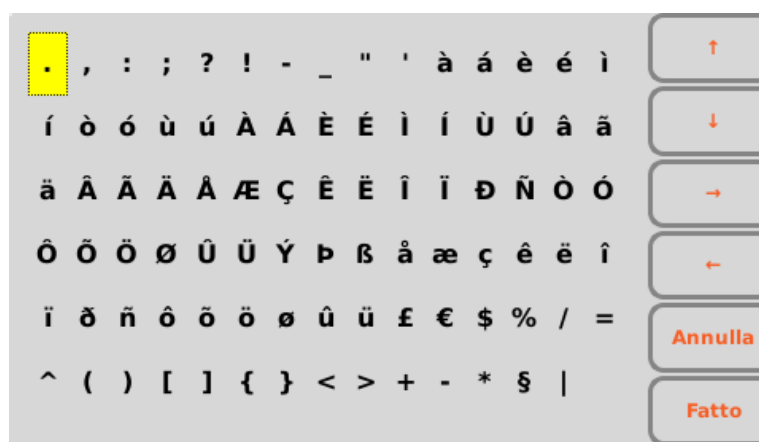 . , : ; ? ! - _ " ' à á è é ì
í ò ó ù ú À Á È É Ì Í Ù Ú â ã
ä Â Ã Ä Å Æ Ç Ê Ë Î Ï Ð Ñ Ò Ó
Ô Õ Ö Ø Û Ü Ý Þ ß å æ ç ê ë î
ï ð ñ ô õ ö ø û ü £ € $ % / =
^ ( ) [ ] { } < > + - * § |
↑
↓
→
←
Annulla
Fatto